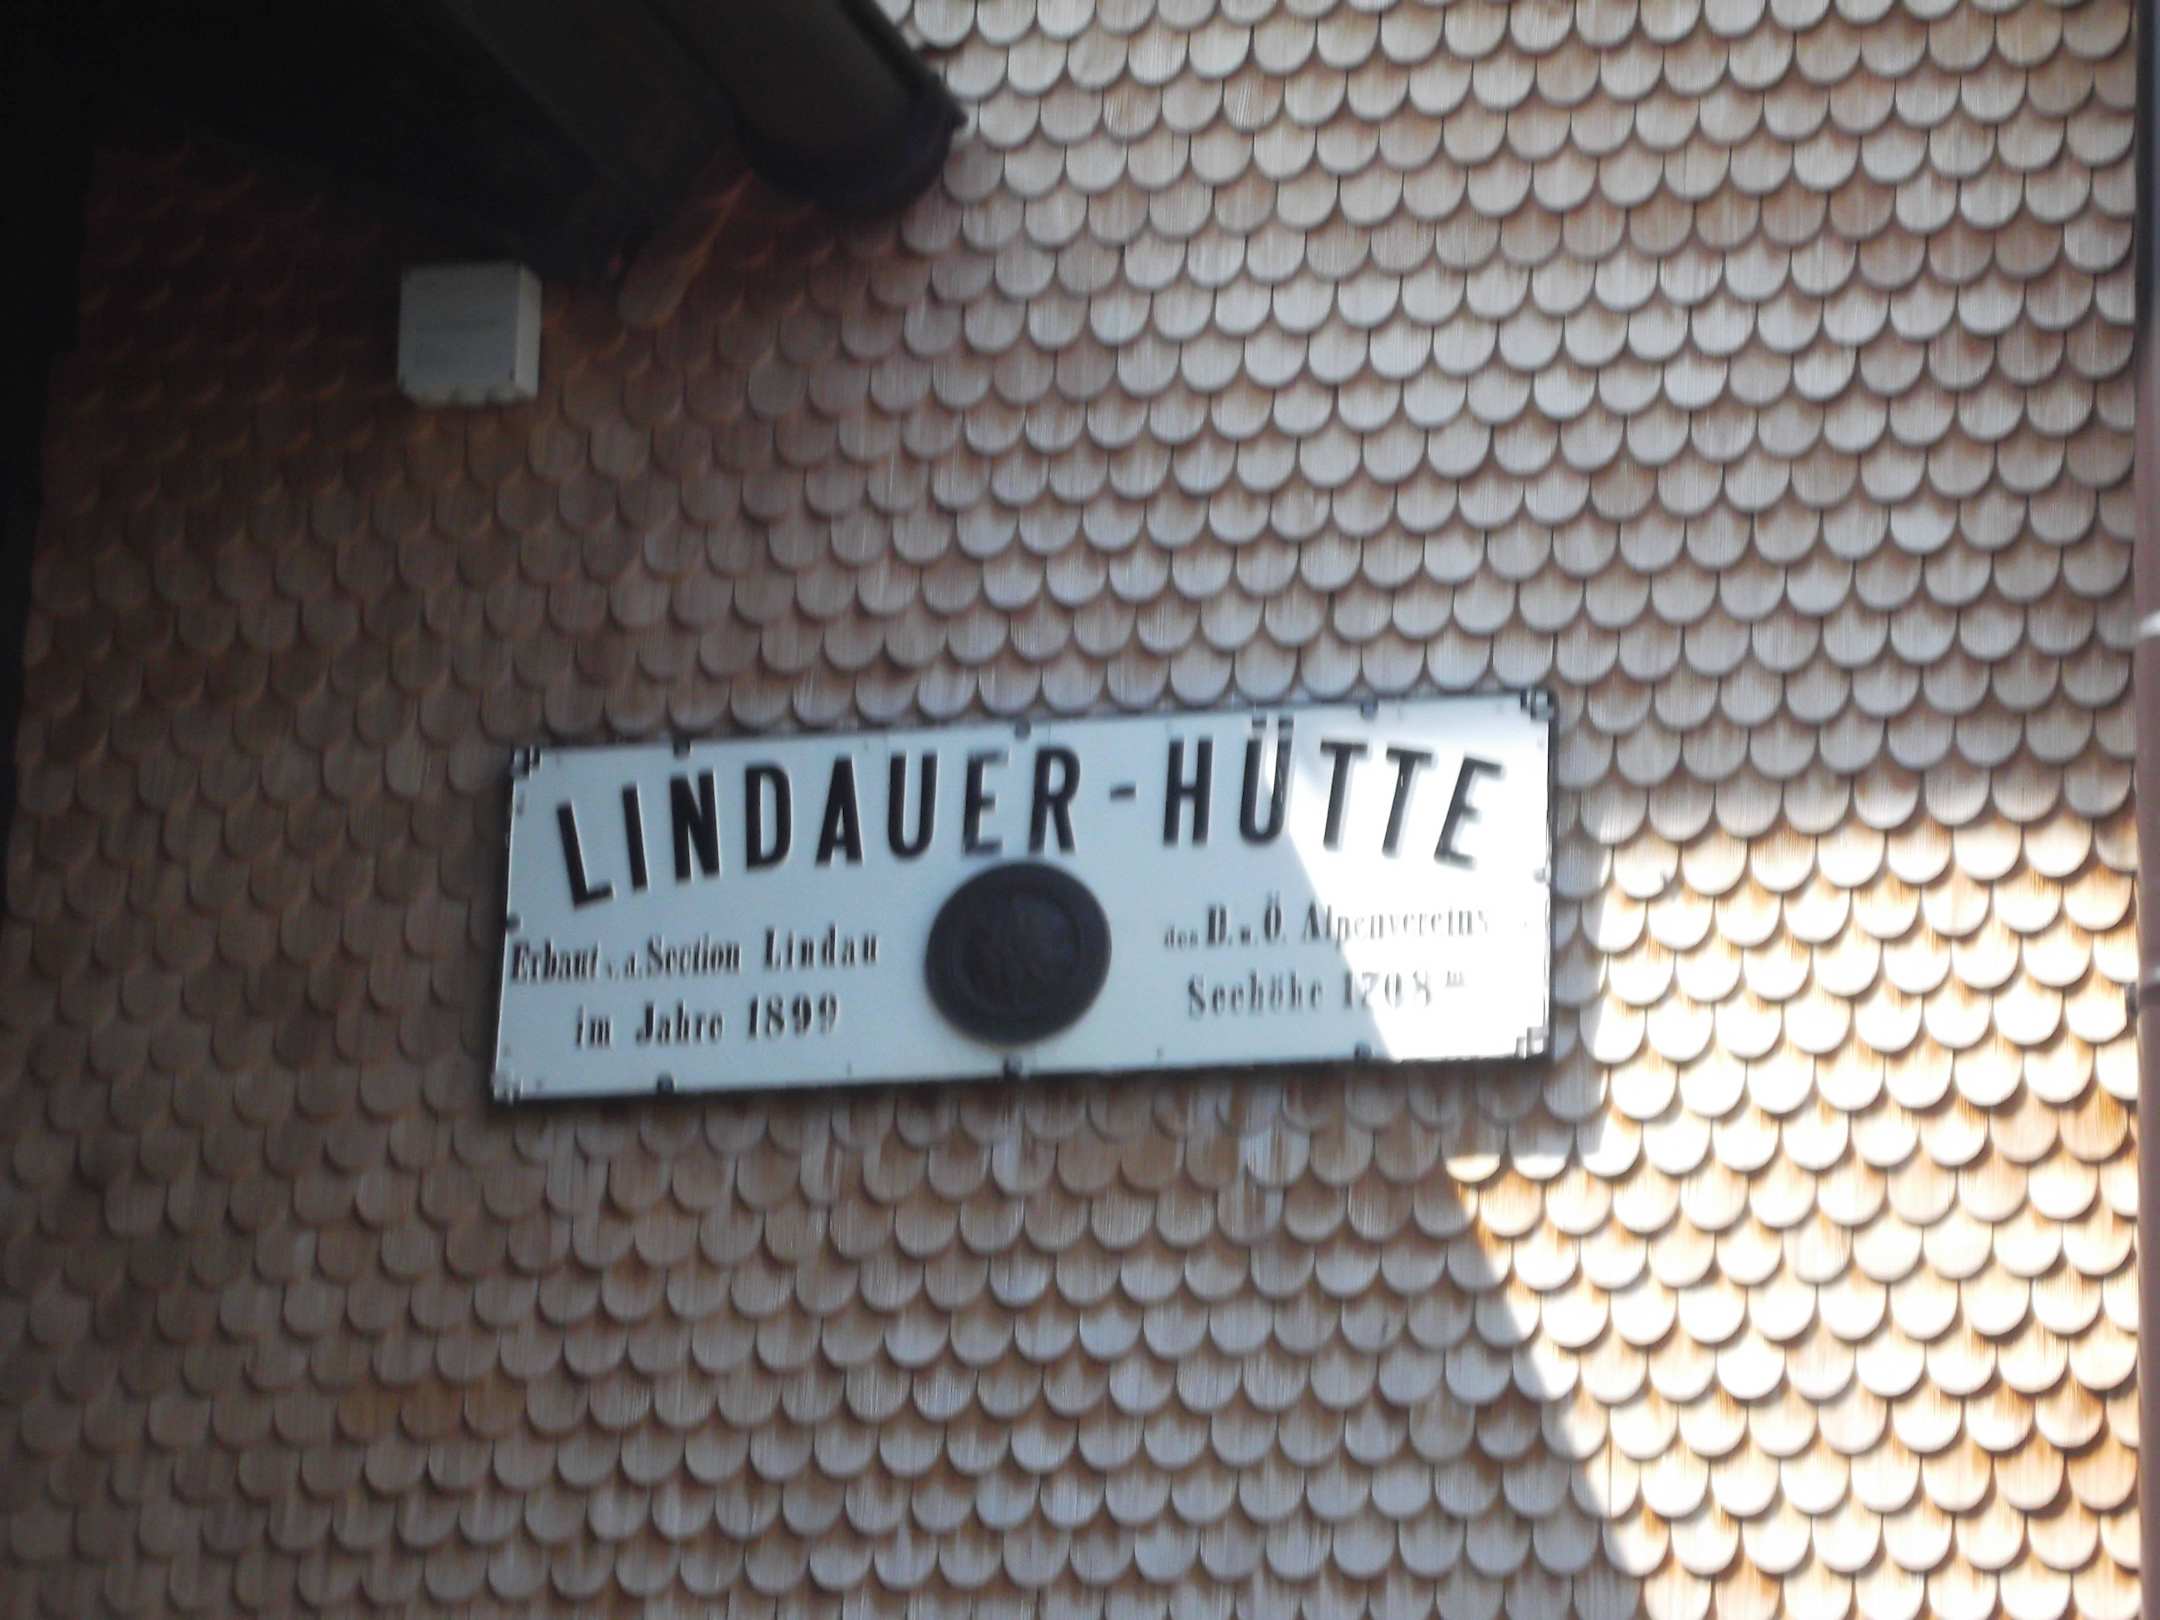 LINDAUER-HÜTTE
Erbaut v. d. Section Lindau
im Jahre 1899
des D. u. Ö. Alpenvereins
Seehöhe 1708 m